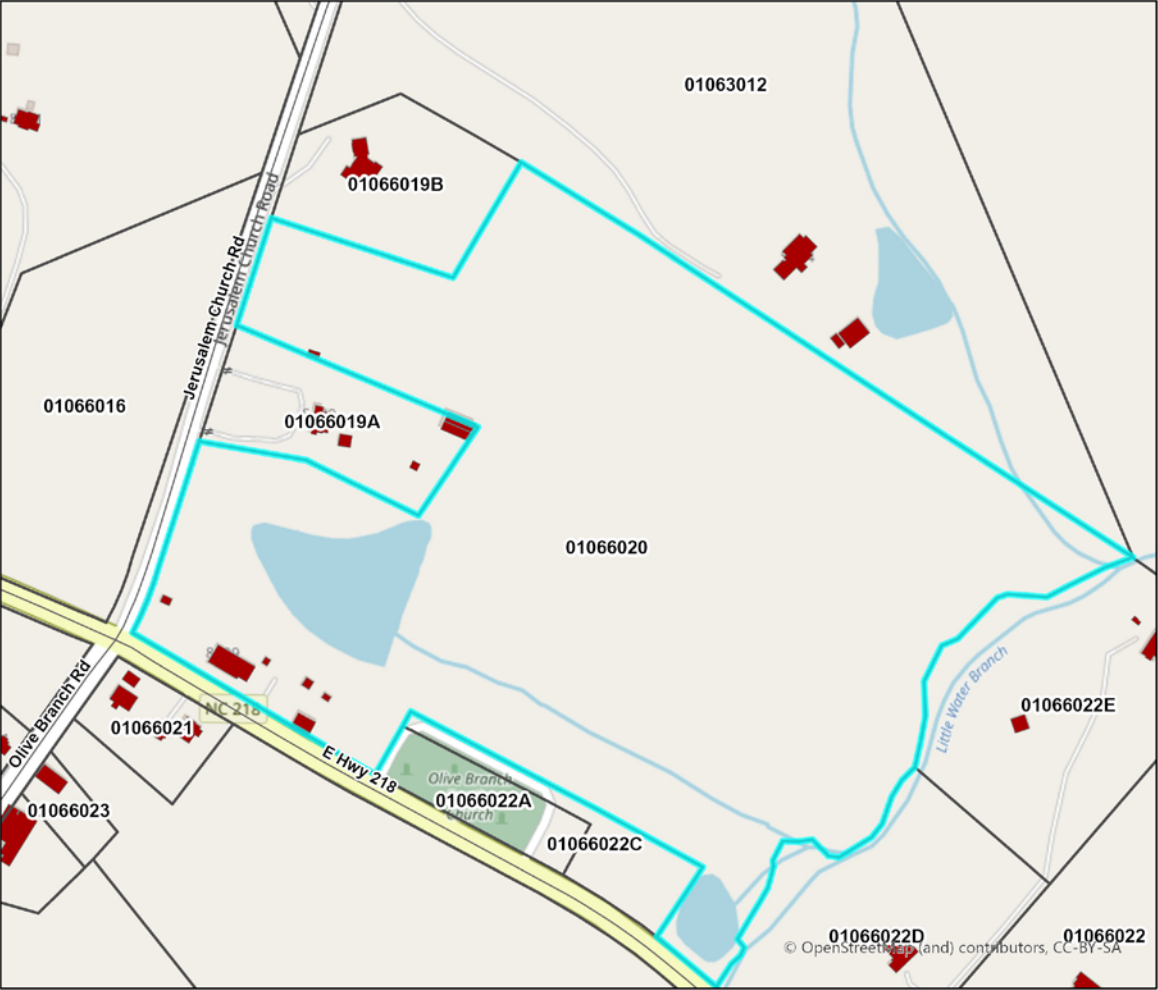 01063012
01066019B
Jerusalem Church Rd
Jerusalem Church Road
01066016
01066019A
01066020
NC 218
01066021
Olive Branch Rd
E Hwy 218
Olive Branch
Church
01066022A
01066022C
Little Water Branch
01066022E
01066023
01066022D
01066022
© OpenStreetMap (and) contributors, CC-BY-SA